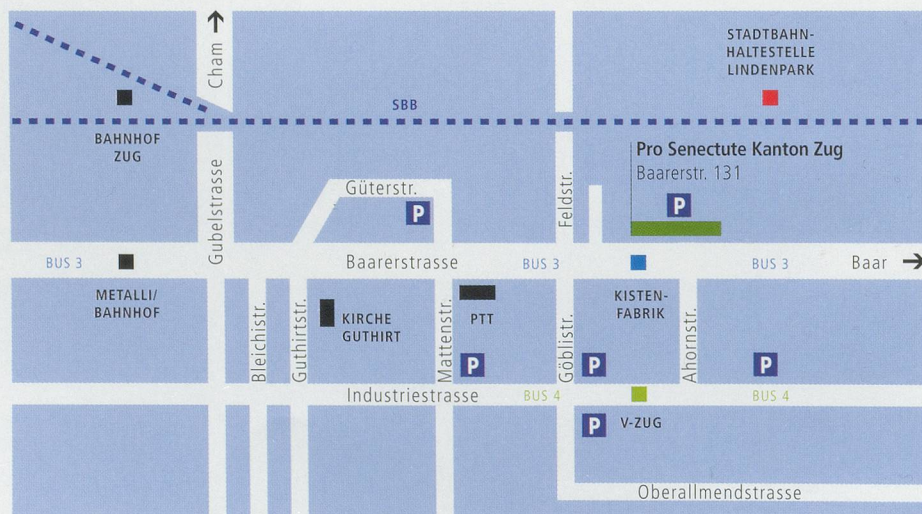 Cham
STADTBAHN-
HALTESTELLE
LINDENPARK
SBB
BAHNHOF
ZUG
Pro Senectute Kanton Zug
Baarerstr. 131
Güterstr.
P
P
Gubelstrasse
Feldstr.
BUS 3
Baarerstrasse
BUS 3
BUS 3
Baar
METALLI/
BAHNHOF
Bleichistr.
Guthirtstr.
KIRCHE
GUTHIRT
Mattenstr.
PTT
P
Göblistr.
KISTEN-
FABRIK
P
Ahornstr.
P
Industriestrasse
BUS 4
BUS 4
P
V-ZUG
Oberallmendstrasse